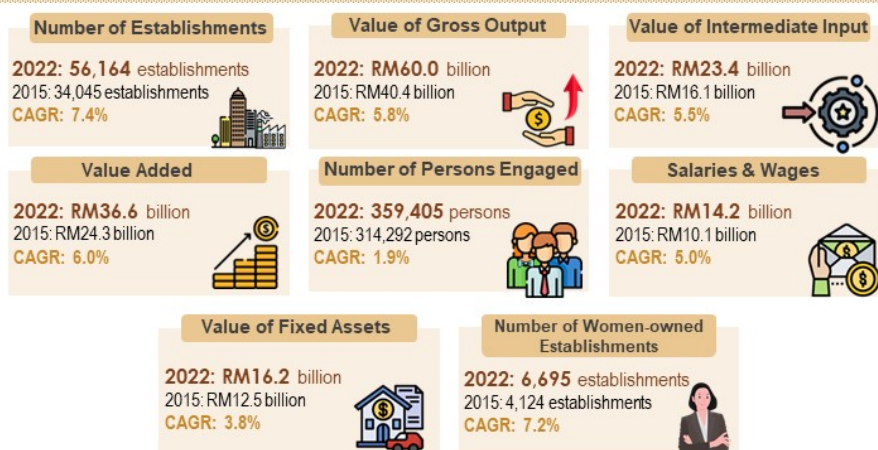 Number of Establishments
2022: 56,164 establishments
2015: 34,045 establishments
CAGR: 7.4%
Value of Gross Output
2022: RM60.0 billion
2015: RM40.4 billion
CAGR: 5.8%
Value of Intermediate Input
2022: RM23.4 billion
2015: RM16.1 billion
CAGR: 5.5%
Value Added
2022: RM36.6 billion
2015: RM24.3 billion
CAGR: 6.0%
Number of Persons Engaged
2022: 359,405 persons
2015: 314,292 persons
CAGR: 1.9%
Salaries & Wages
2022: RM14.2 billion
2015: RM10.1 billion
CAGR: 5.0%
Value of Fixed Assets
2022: RM16.2 billion
2015: RM12.5 billion
CAGR: 3.8%
Number of Women-owned
Establishments
2022: 6,695 establishments
2015: 4,124 establishments
CAGR: 7.2%